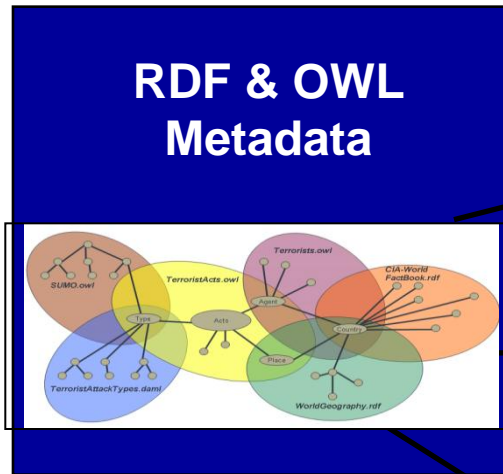 RDF & OWL
Metadata
Terrorists.owl
CIA-World
FactBook.rdf
SUMO.owl
TerroristActs.owl
Agent
Type
Acts
Country
Place
TerroristAttackTypes.daml
WorldGeography.rdf